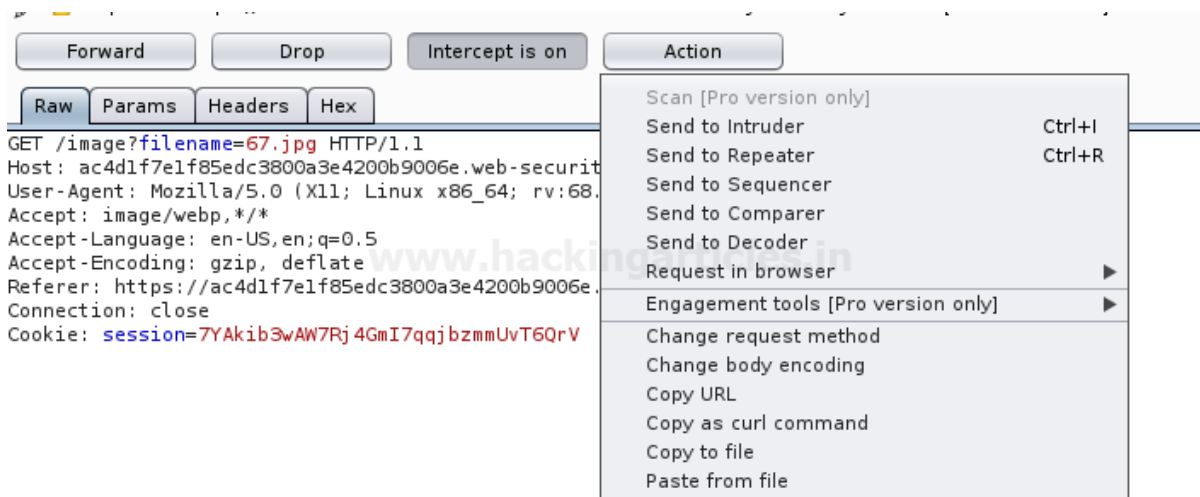 Forward Drop Intercept is on Action
Raw Params Headers Hex
GET /image?filename=67.jpg HTTP/1.1
Host: ac4d1f7e1f85edc3800a3e4200b9006e.web-securit
User-Agent: Mozilla/5.0 (X11; Linux x86_64; rv:68.
Accept: image/webp,*/*
Accept-Language: en-US,en;q=0.5
Accept-Encoding: gzip, deflate
Referer: https://ac4d1f7e1f85edc3800a3e4200b9006e.
Connection: close
Cookie: session=7YAkib3wAW7Rj4GmI7qqjbzmmUvT6QrV
Scan [Pro version only]
Send to Intruder Ctrl+I
Send to Repeater Ctrl+R
Send to Sequencer
Send to Comparer
Send to Decoder
Request in browser
Engagement tools [Pro version only]
Change request method
Change body encoding
Copy URL
Copy as curl command
Copy to file
Paste from file
www.hackingarticles.in